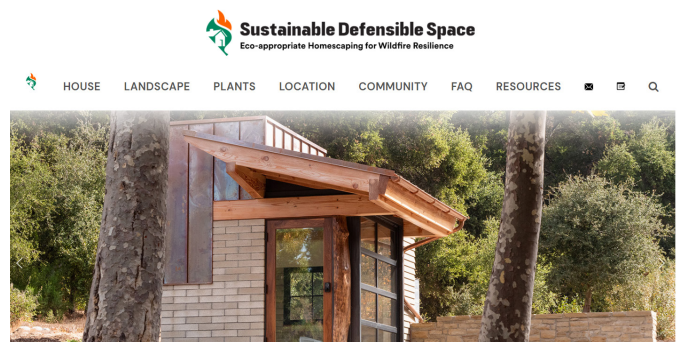 Sustainable Defensible Space
Eco-appropriate Homescaping for Wildfire Resilience
HOUSE LANDSCAPE PLANTS LOCATION COMMUNITY FAQ RESOURCES